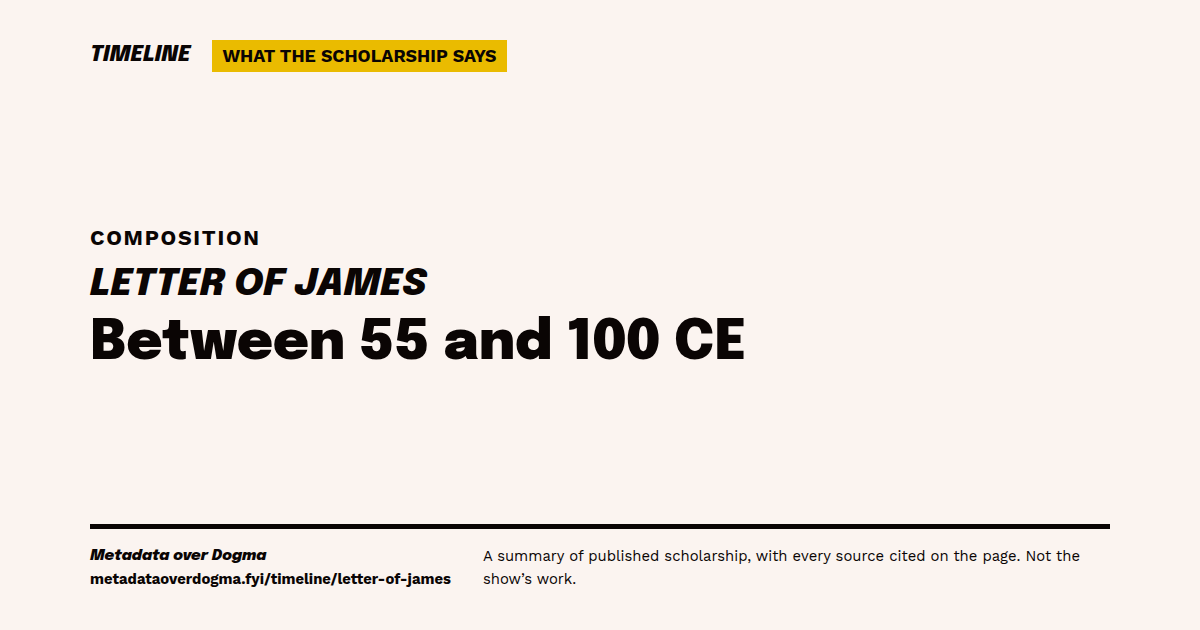 TIMELINE
WHAT THE SCHOLARSHIP SAYS
COMPOSITION
LETTER OF JAMES
Between 55 and 100 CE
Metadata over Dogma
metadataoverdogma.fyi/timeline/letter-of-james
A summary of published scholarship, with every source cited on the page. Not the
show’s work.